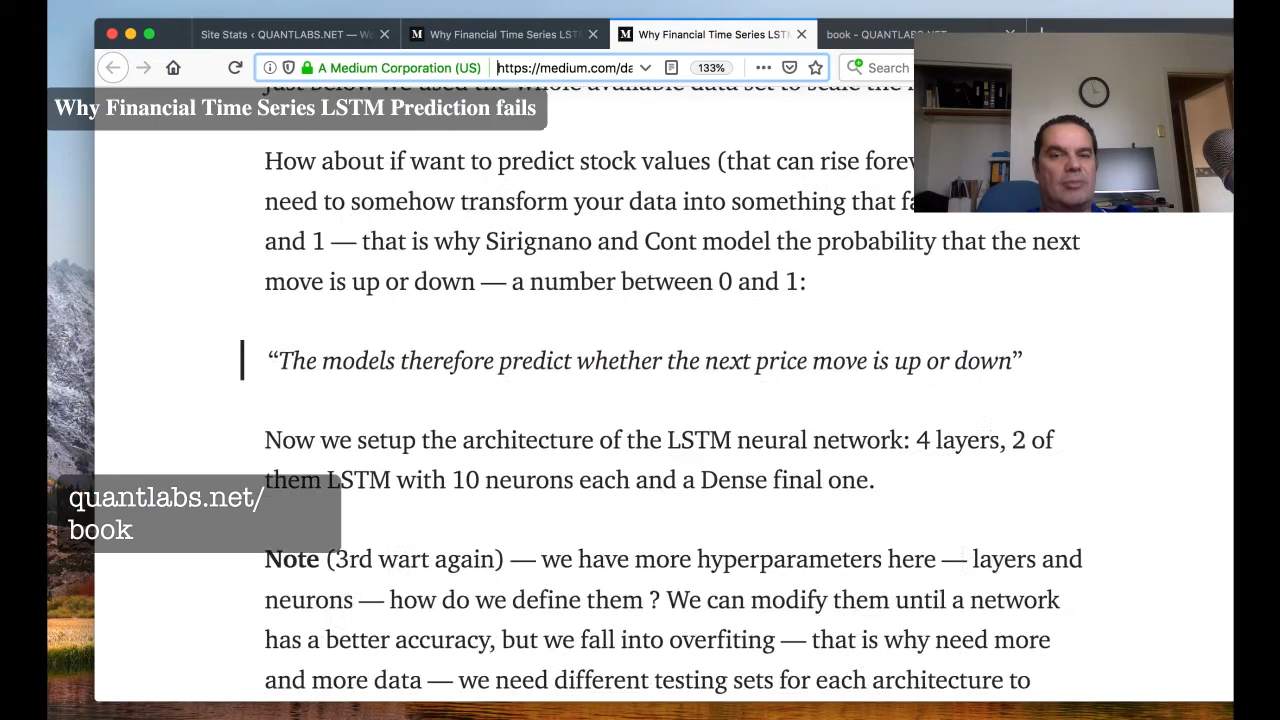 Site Stats ‹ QUANTLABS.NET — Wo
Why Financial Time Series LST
Why Financial Time Series LSTM
book - QUANTLABS.NET
A Medium Corporation (US)
https://medium.com/da
133%
Search
Just below we used the whole available data set to scale the
Why Financial Time Series LSTM Prediction fails
How about if want to predict stock values (that can rise forev
need to somehow transform your data into something that fa
and 1 — that is why Sirignano and Cont model the probability that the next
move is up or down — a number between 0 and 1:
“The models therefore predict whether the next price move is up or down”
Now we setup the architecture of the LSTM neural network: 4 layers, 2 of
them LSTM with 10 neurons each and a Dense final one.
quantlabs.net/
book
Note (3rd wart again) — we have more hyperparameters here — layers and
neurons — how do we define them ? We can modify them until a network
has a better accuracy, but we fall into overfiting — that is why need more
and more data — we need different testing sets for each architecture to